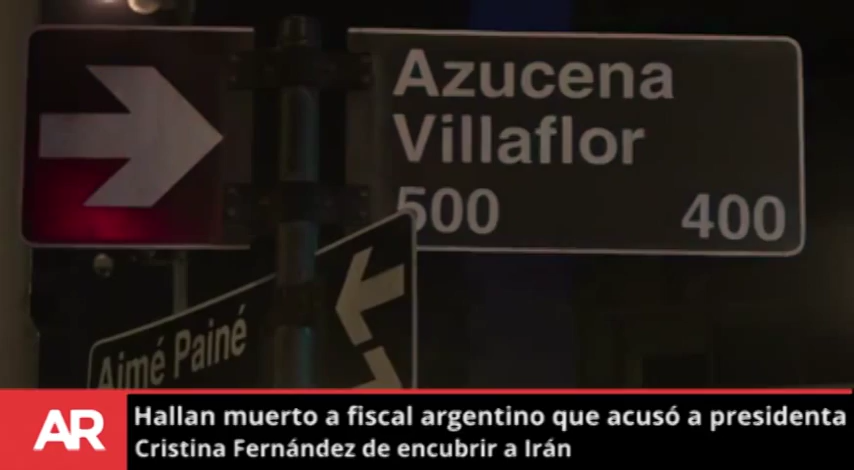 Azucena
Villaflor
500 400
Aimé Painé
AR
Hallan muerto a fiscal argentino que acusó a presidenta
Cristina Fernández de encubrir a Irán